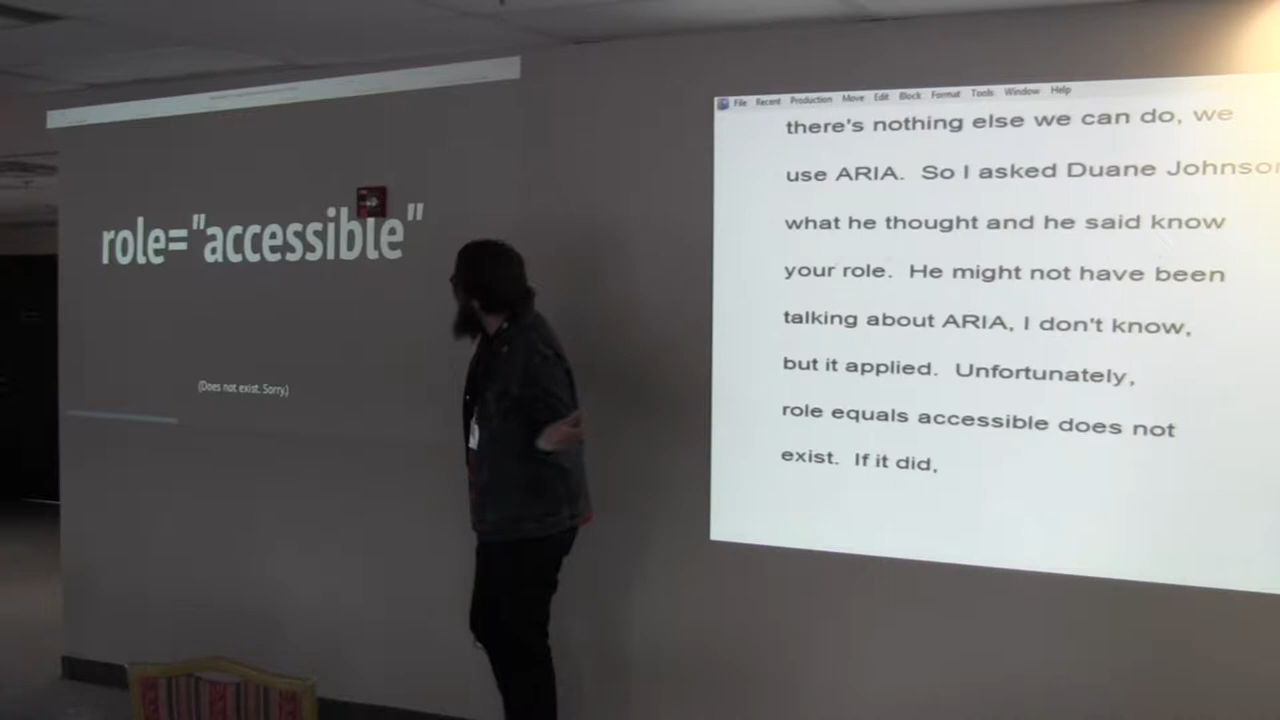 role="accessible"
(Does not exist. Sorry.)
File Recent Production Move Edit Block Format Tools Window Help
there's nothing else we can do, we
use ARIA. So I asked Duane Johnson
what he thought and he said know
your role. He might not have been
talking about ARIA, I don't know,
but it applied. Unfortunately,
role equals accessible does not
exist. If it did,